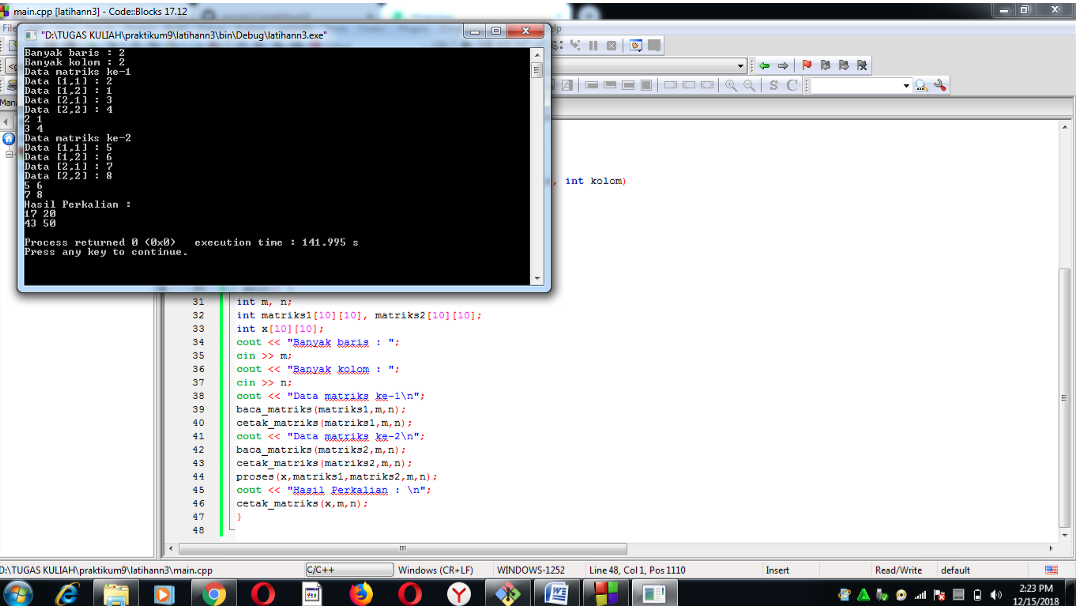 main.cpp [latihann3] - Code::Blocks 17.12
"D:\TUGAS KULIAH\praktikum9\latihann3\bin\Debug\latihann3.exe"
Banyak baris : 2
Banyak kolom : 2
Data matriks ke-1
Data [1,1] : 2
Data [1,2] : 1
Data [2,1] : 3
Data [2,2] : 4
2 1
3 4
Data matriks ke-2
Data [1,1] : 5
Data [1,2] : 6
Data [2,1] : 7
Data [2,2] : 8
5 6
7 8
Hasil Perkalian :
17 20
43 50
Process returned 0 (0x0)   execution time : 141.995 s
Press any key to continue.
S C
, int kolom)
31 int m, n;
32 int matriks1[10][10], matriks2[10][10];
33 int x[10][10];
34 cout << "Banyak baris : ";
35 cin >> m;
36 cout << "Banyak kolom : ";
37 cin >> n;
38 cout << "Data matriks ke-1\n";
39 baca_matriks(matriks1,m,n);
40 cetak_matriks(matriks1,m,n);
41 cout << "Data matriks ke-2\n";
42 baca_matriks(matriks2,m,n);
43 cetak_matriks(matriks2,m,n);
44 proses(x,matriks1,matriks2,m,n);
45 cout << "Hasil Perkalian : \n";
46 cetak_matriks(x,m,n);
47 }
48
D:\TUGAS KULIAH\praktikum9\latihann3\main.cpp C/C++ Windows (CR+LF) WINDOWS-1252 Line 48, Col 1, Pos 1110 Insert Read/Write default
2:23 PM
12/15/2018